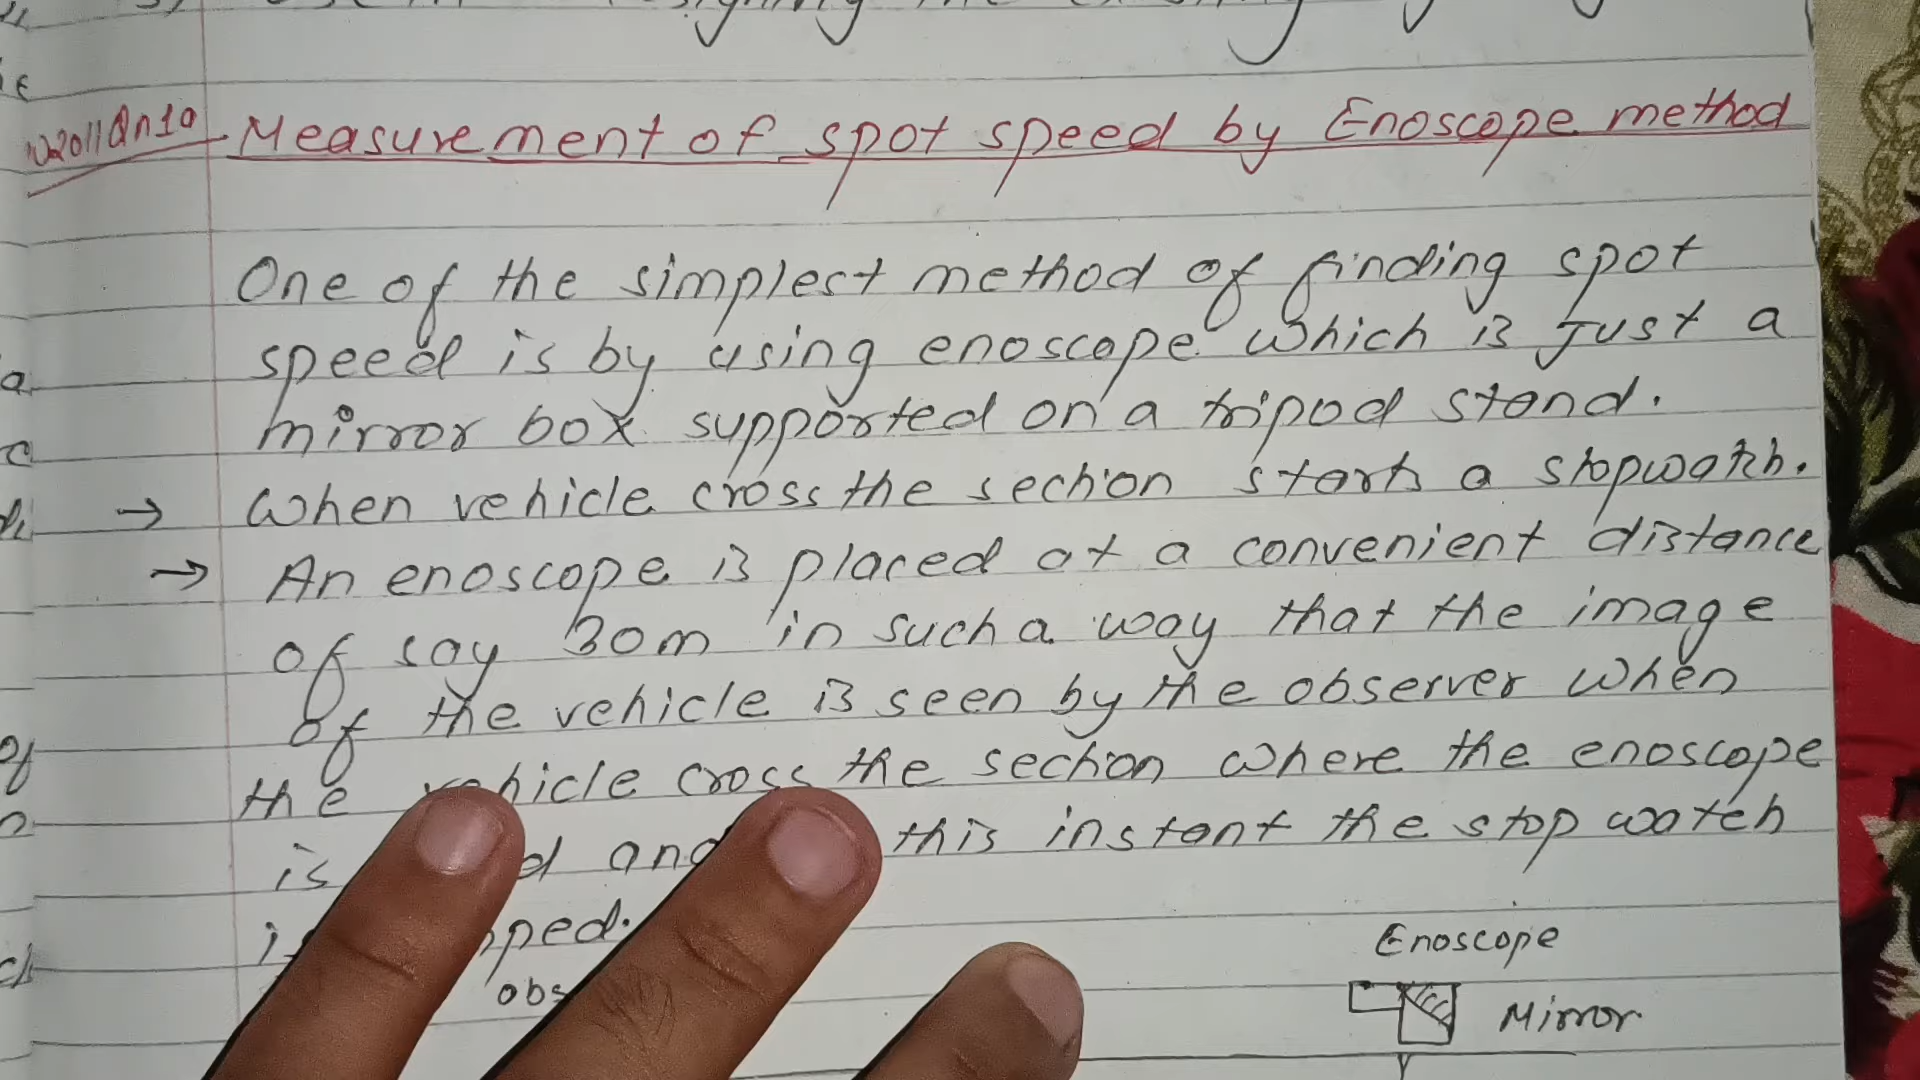 W2011Qn10 Measurement of spot speed by Enoscope method
One of the simplest method of finding spot
speed is by using enoscope which is just a
mirror box supported on a tripod stand.
→ When vehicle cross the section starts a stopwatch.
→ An enoscope is placed at a convenient distance
of say 30m in such a way that the image
of the vehicle is seen by the observer when
the vehicle cross the section where the enoscope
is and this instant the stop watch
Enoscope
Mirror